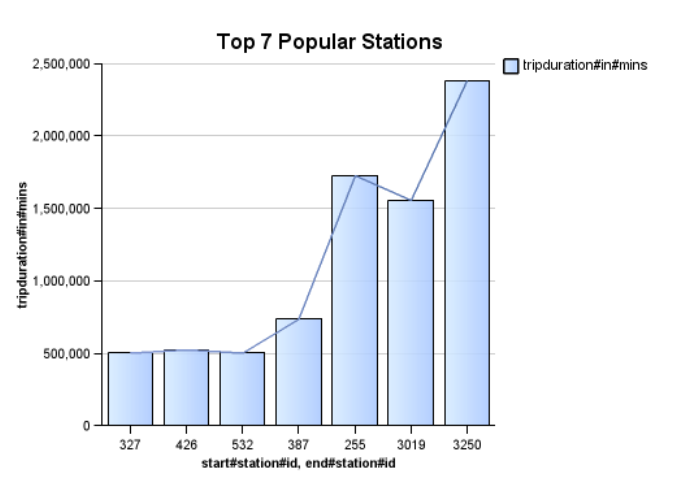 Top 7 Popular Stations
tripduration#in#mins
2,500,000
2,000,000
1,500,000
1,000,000
500,000
0
tripduration#in#mins
327 426 532 387 255 3019 3250
start#station#id, end#station#id